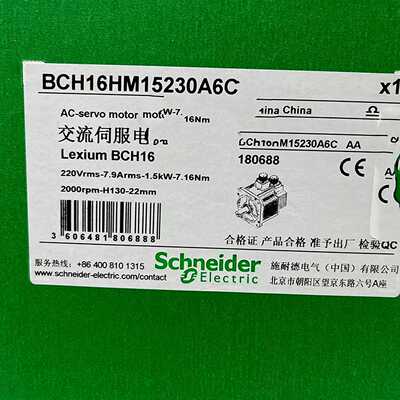 BCH16HM15230A6C x1
AC-servo motor
16Nm
China
交流伺服电
Lexium BCH16
M15230A6C AA
180688
220Vrms-7.9Arms-1.5kW-7.16Nm
2000rpm-H130-22mm
CE
3 606481 806888
合格证 产品合格 准予出厂 检验QC
服务热线：+86 400 810 1315
www.schneider-electric.com/contact
Schneider
Electric
施耐德电气（中国）有限公司
北京市朝阳区望京东路六号A座